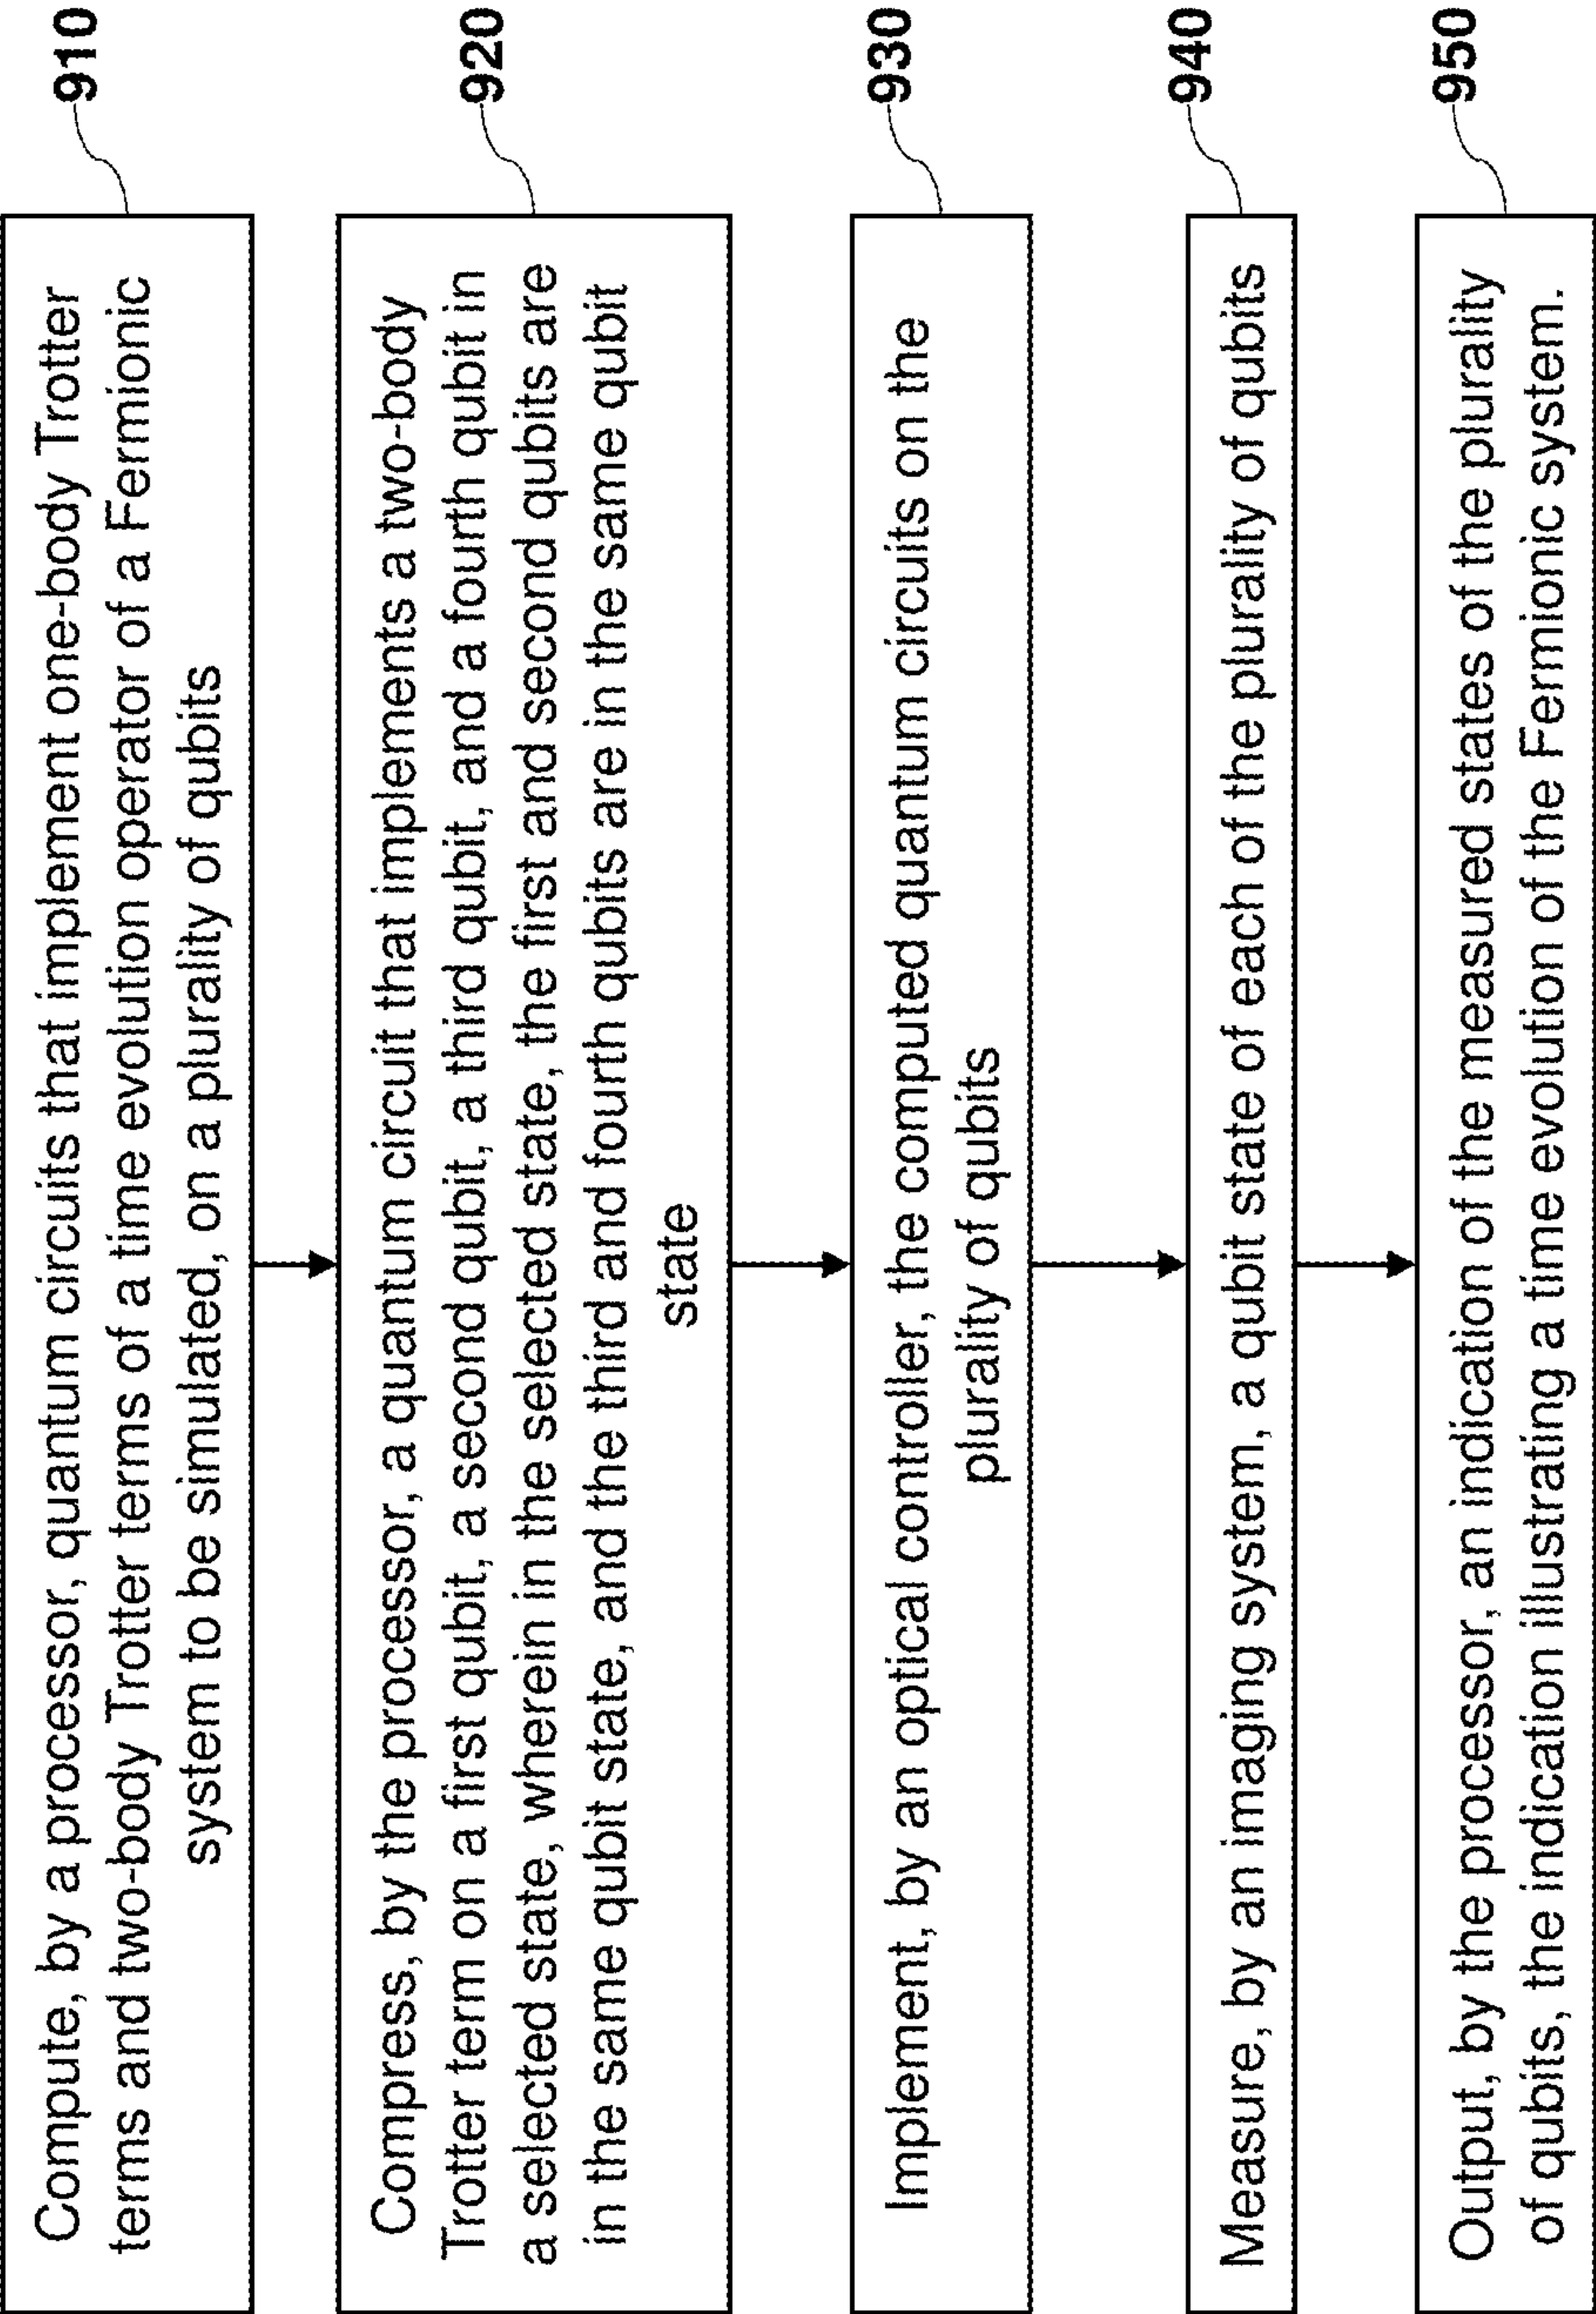 Compute, by a processor, quantum circuits that implement one-body Trotter
terms and two-body Trotter terms of a time evolution operator of a Fermionic
system to be simulated, on a plurality of qubits
910
Compress, by the processor, a quantum circuit that implements a two-body
Trotter term on a first qubit, a second qubit, a third qubit, and a fourth qubit in
a selected state, wherein in the selected state, the first and second qubits are
in the same qubit state, and the third and fourth qubits are in the same qubit
state
920
Implement, by an optical controller, the computed quantum circuits on the
plurality of qubits
930
Measure, by an imaging system, a qubit state of each of the plurality of qubits
940
Output, by the processor, an indication of the measured states of the plurality
of qubits, the indication illustrating a time evolution of the Fermionic system.
950